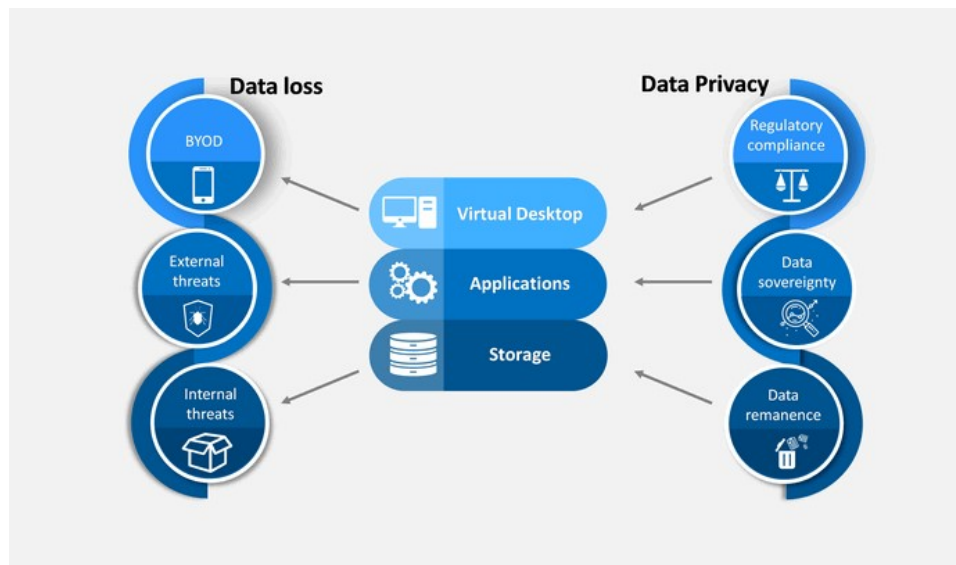 Data loss
Data Privacy
BYOD
External
threats
Internal
threats
Virtual Desktop
Applications
Storage
Regulatory
compliance
Data
sovereignty
Data
remanence